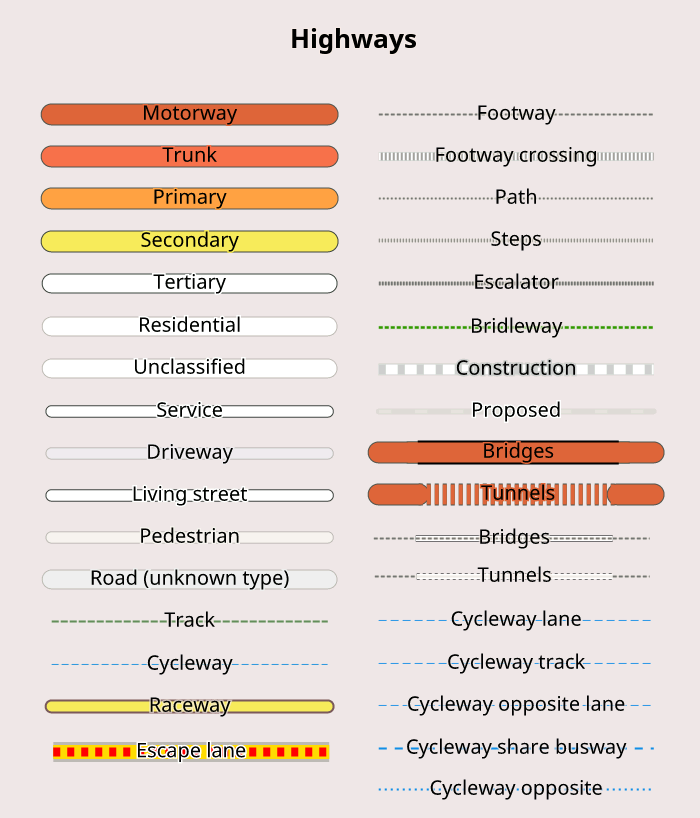 Highways
Motorway
Trunk
Primary
Secondary
Tertiary
Residential
Unclassified
Service
Driveway
Living street
Pedestrian
Road (unknown type)
Track
Cycleway
Raceway
Escape lane
Footway
Footway crossing
Path
Steps
Escalator
Bridleway
Construction
Proposed
Bridges
Tunnels
Bridges
Tunnels
Cycleway lane
Cycleway track
Cycleway opposite lane
Cycleway share busway
Cycleway opposite